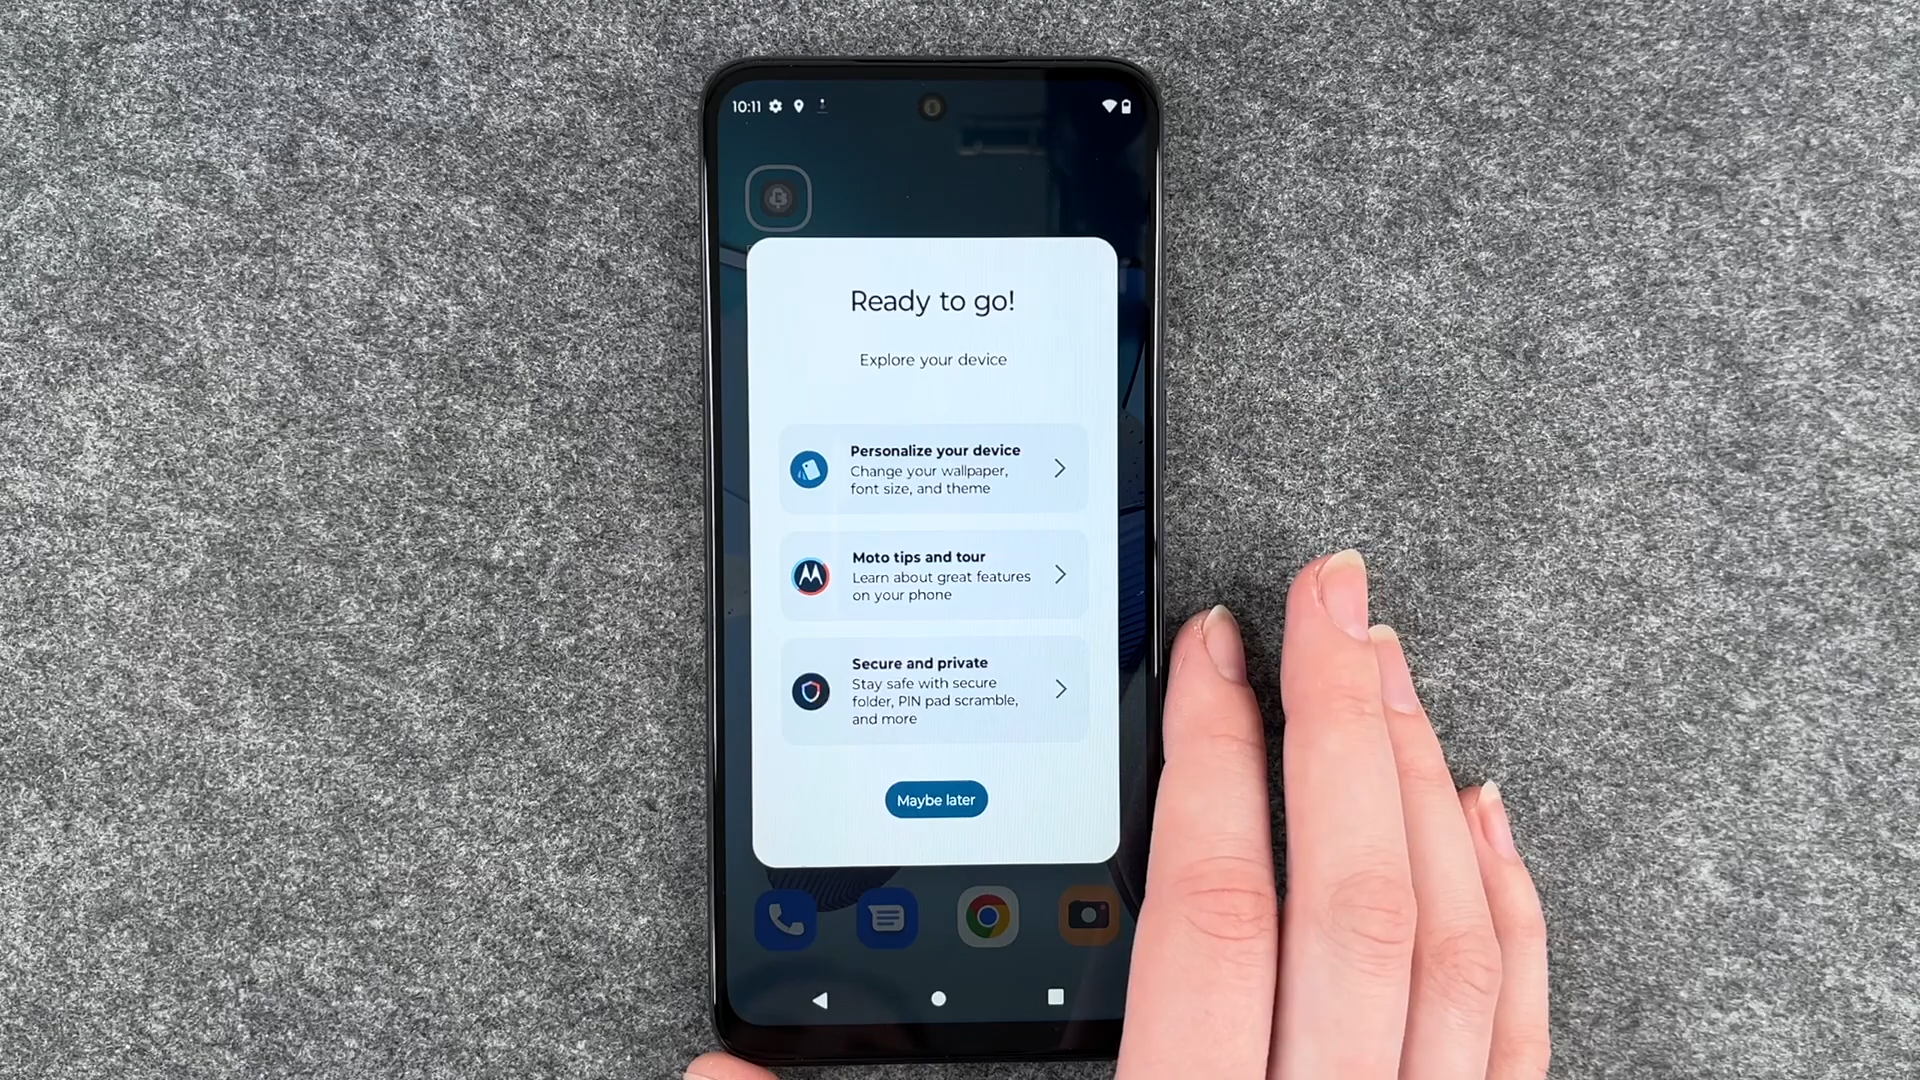 10:11
Ready to go!
Explore your device
Personalize your device
Change your wallpaper,
font size, and theme
Moto tips and tour
Learn about great features
on your phone
Secure and private
Stay safe with secure
folder, PIN pad scramble,
and more
Maybe later